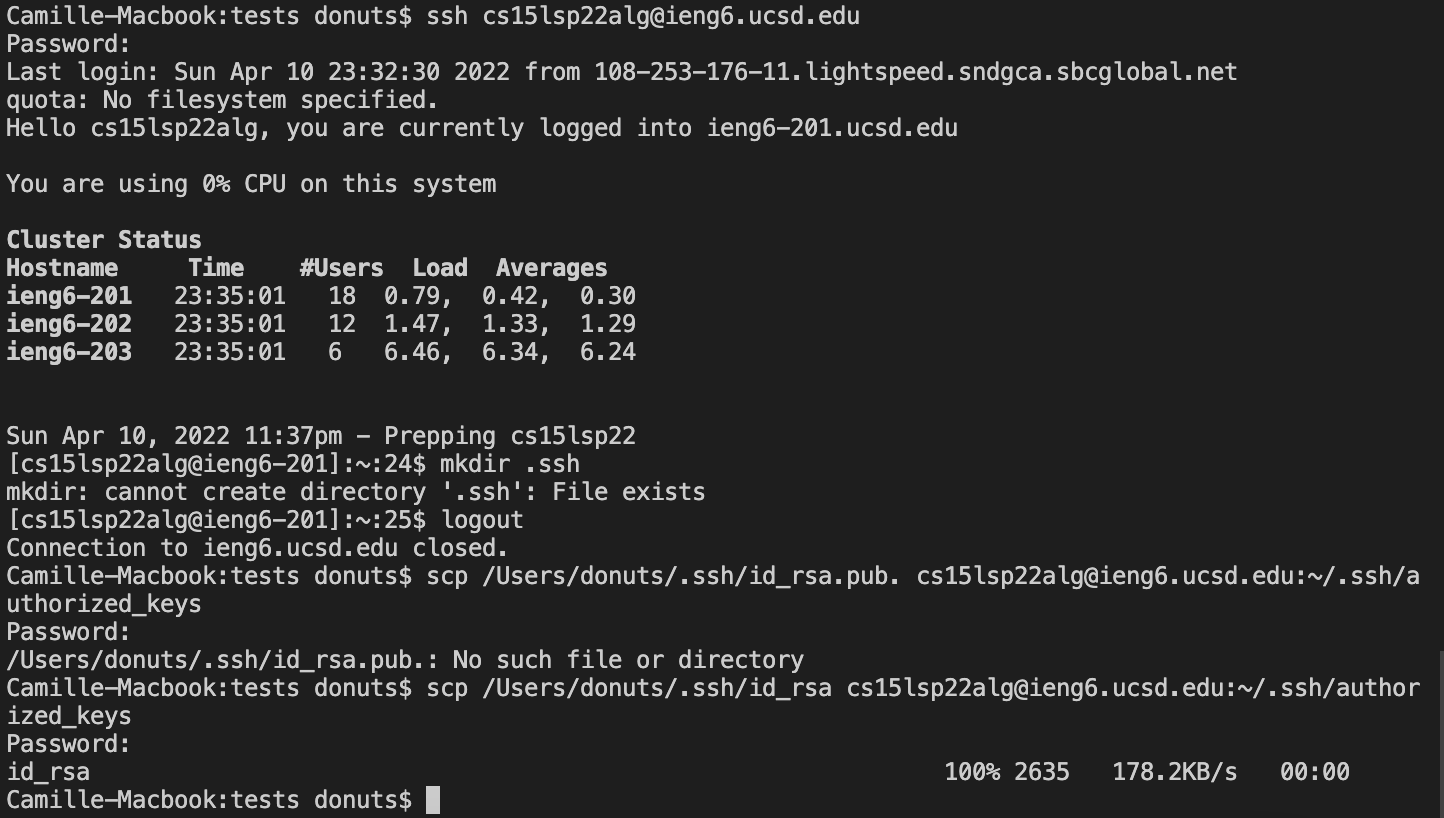 Camille-Macbook:tests donuts$ ssh cs15lsp22alg@ieng6.ucsd.edu
Password:
Last login: Sun Apr 10 23:32:30 2022 from 108-253-176-11.lightspeed.sndgca.sbcglobal.net
quota: No filesystem specified.
Hello cs15lsp22alg, you are currently logged into ieng6-201.ucsd.edu
You are using 0% CPU on this system
Cluster Status
Hostname     Time    #Users  Load  Averages
ieng6-201   23:35:01   18  0.79,  0.42,  0.30
ieng6-202   23:35:01   12  1.47,  1.33,  1.29
ieng6-203   23:35:01   6   6.46,  6.34,  6.24
Sun Apr 10, 2022 11:37pm - Prepping cs15lsp22
[cs15lsp22alg@ieng6-201]:~:24$ mkdir .ssh
mkdir: cannot create directory '.ssh': File exists
[cs15lsp22alg@ieng6-201]:~:25$ logout
Connection to ieng6.ucsd.edu closed.
Camille-Macbook:tests donuts$ scp /Users/donuts/.ssh/id_rsa.pub. cs15lsp22alg@ieng6.ucsd.edu:~/.ssh/a
uthorized_keys
Password:
/Users/donuts/.ssh/id_rsa.pub.: No such file or directory
Camille-Macbook:tests donuts$ scp /Users/donuts/.ssh/id_rsa cs15lsp22alg@ieng6.ucsd.edu:~/.ssh/author
ized_keys
Password:
id_rsa                                                             100% 2635   178.2KB/s   00:00
Camille-Macbook:tests donuts$